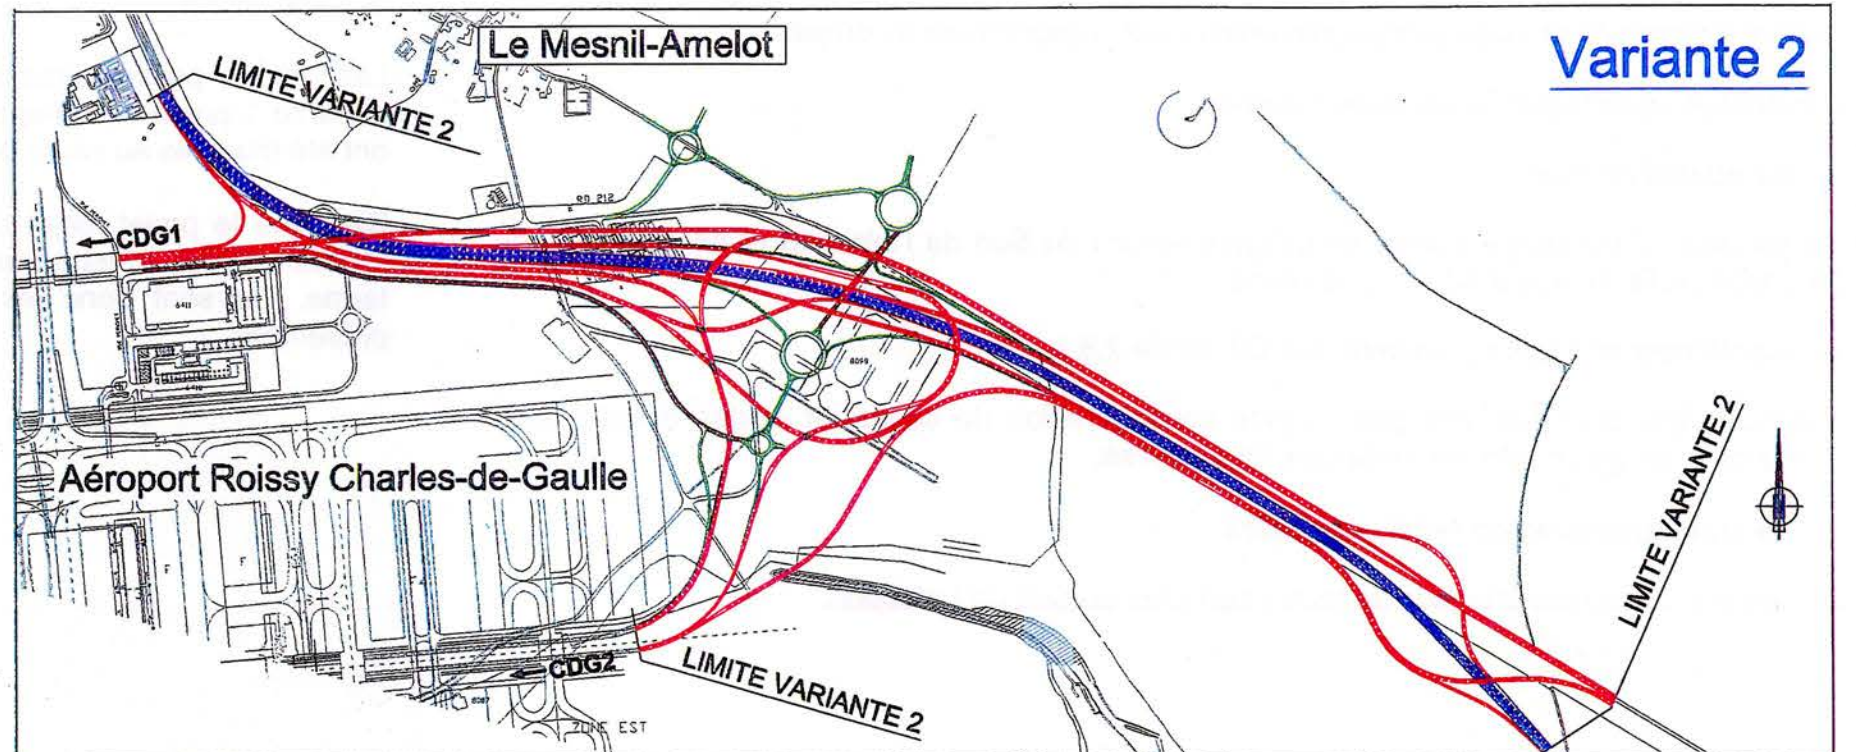 Le Mesnil-Amelot
Variante 2
LIMITE VARIANTE 2
RD 212
CDG1
Aéroport Roissy Charles-de-Gaulle
LIMITE VARIANTE 2
CDG2
LIMITE VARIANTE 2
ZONE EST
F
F